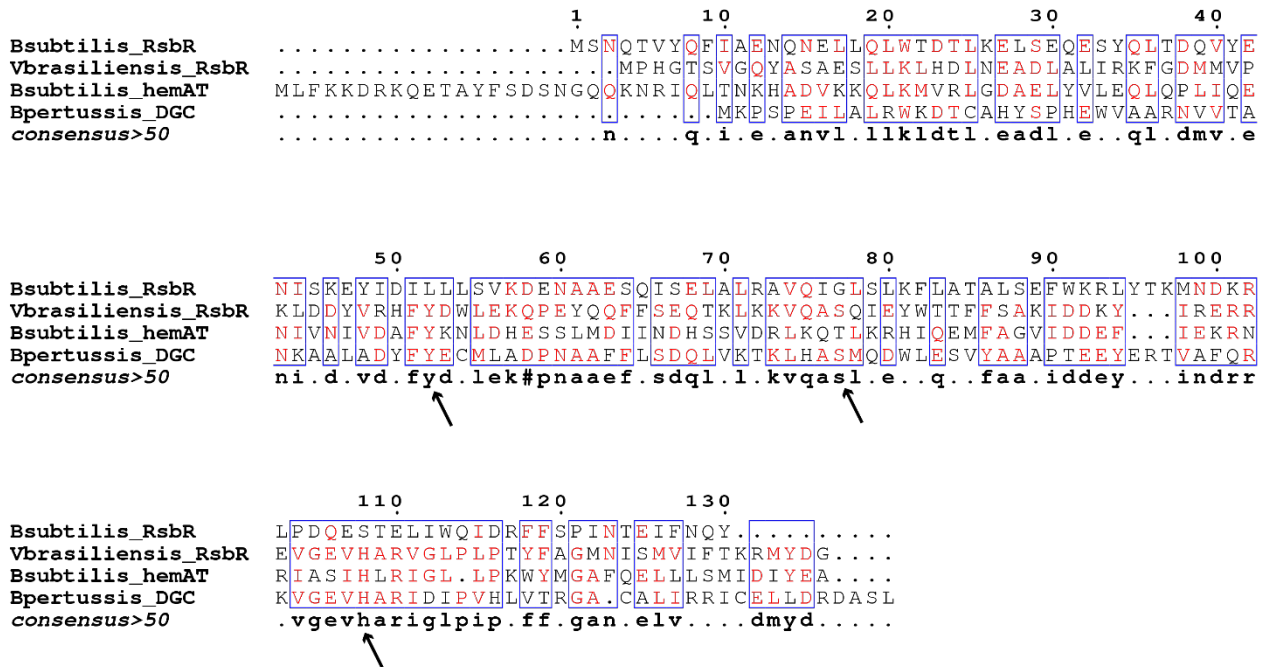 1 10 20 30 40
Bsubtilis_RsbR ..................MSNQTVYQFIAENQNELLQLWTDTLKELSEQESYQLTDQVYE
Vbrasiliensis_RsbR .....................MPHGTSVGQYASAESLLKLHDLNEADLALIRKFGDMMVP
Bsubtilis_hemAT MLFKKDRKQETAYFSDSNGQQKNRIQLTNKHADVKKQLKMVRLGDAELYVLEQLQPLIQE
Bpertussis_DGC ...........................MKPSPEILALRWKDTCAHYSPHEWVAARNVVTA
consensus>50 ....................n....q.i.e.anvl.llkldtl.eadl.e..ql.dmv.e
50 60 70 80 90 100
Bsubtilis_RsbR NISKEYIDILLLSVKDENAAESQISELALRAVQIGLSLKFLATALSEFWKRLYTKMNDKR
Vbrasiliensis_RsbR KLDDYVRHFYDWLEKQPEYQQFFSEQTKLKKVQASQIEYWTTFFSAKIDDKY...IRERR
Bsubtilis_hemAT NIVNIVDAFYKNLDHESSLMDIINDHSSVDRLKQTLKRHIQEMFAGVIDDEF...IEKRN
Bpertussis_DGC NKAALADYFYECMLADPNAAFFLSDQLVKTKLHASMQDWLESVYAAAPTEEYERTVAFQR
consensus>50 ni.d.vd.fyd.lek#pnaaef.sdql.l.kvqasl.e..q.faa.iddey...indrr
110 120 130
Bsubtilis_RsbR LPDQESTELIWQIDRFFSPINTEIFNQY..........
Vbrasiliensis_RsbR EVGEVHARVGLPLPTYFAGMNISMVIFTKRMYDG....
Bsubtilis_hemAT RIASIHLRIGL.LPKWYMGAFQELLLSMIDIYEA....
Bpertussis_DGC KVGEVHARIDIPVHLVTRGA.CALIRRICELLDRDASL
consensus>50 .vgevhariglpip.ff.gan.elv....dmyd.....